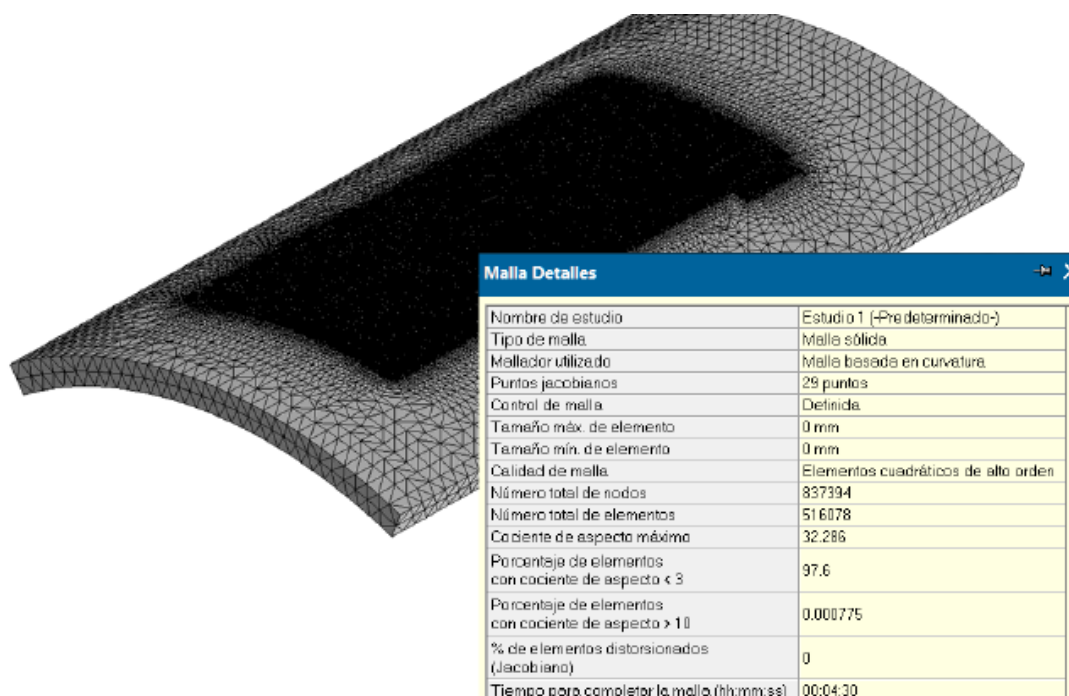 Malla Detalles
Nombre de estudio Estudio 1 (-Predeterminado-)
Tipo de malla Malla sólida
Mallador utilizado Malla basada en curvatura
Puntos jacobianos 29 puntos
Control de malla Definida
Tamaño máx. de elemento 0 mm
Tamaño mín. de elemento 0 mm
Calidad de malla Elementos cuadráticos de alto orden
Número total de nodos 837394
Número total de elementos 516078
Cociente de aspecto máximo 32.286
Porcentaje de elementos
con cociente de aspecto < 3 97.6
Porcentaje de elementos
con cociente de aspecto > 10 0.000775
% de elementos distorsionados
(Jacobiano) 0
Tiempo para completar la malla (hh:mm:ss) 00:04:30